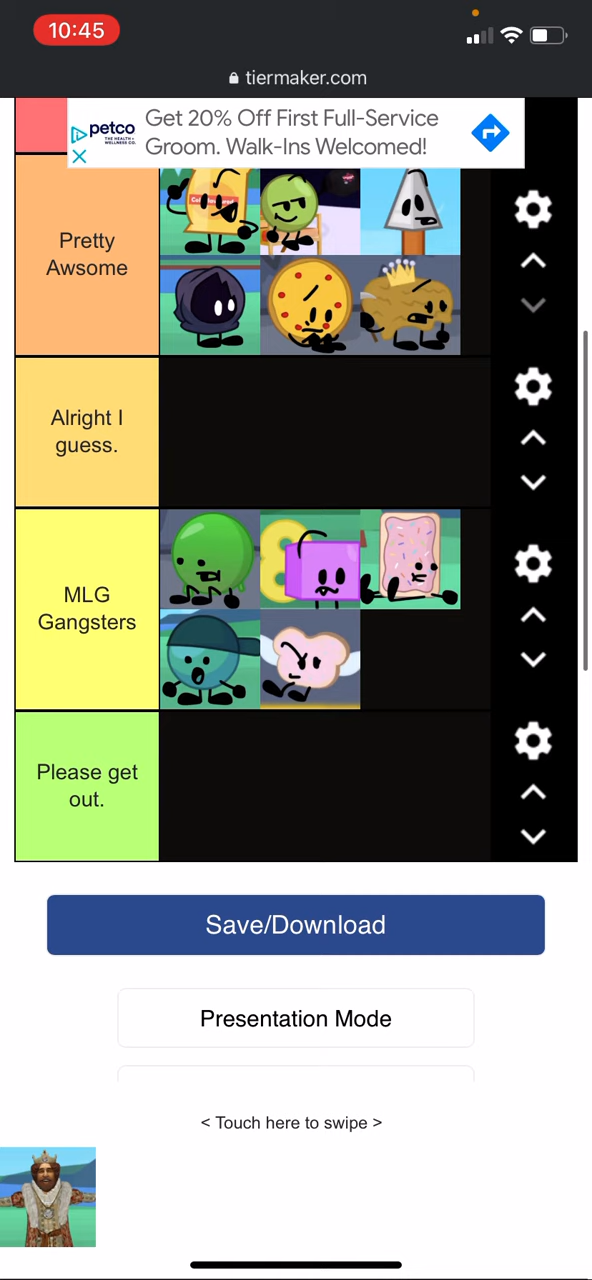 10:45
tiermaker.com
petco
THE HEALTH +
WELLNESS CO.
Get 20% Off First Full-Service
Groom. Walk-Ins Welcomed!
Pretty
Awsome
Alright I
guess.
MLG
Gangsters
Please get
out.
Save/Download
Presentation Mode
< Touch here to swipe >